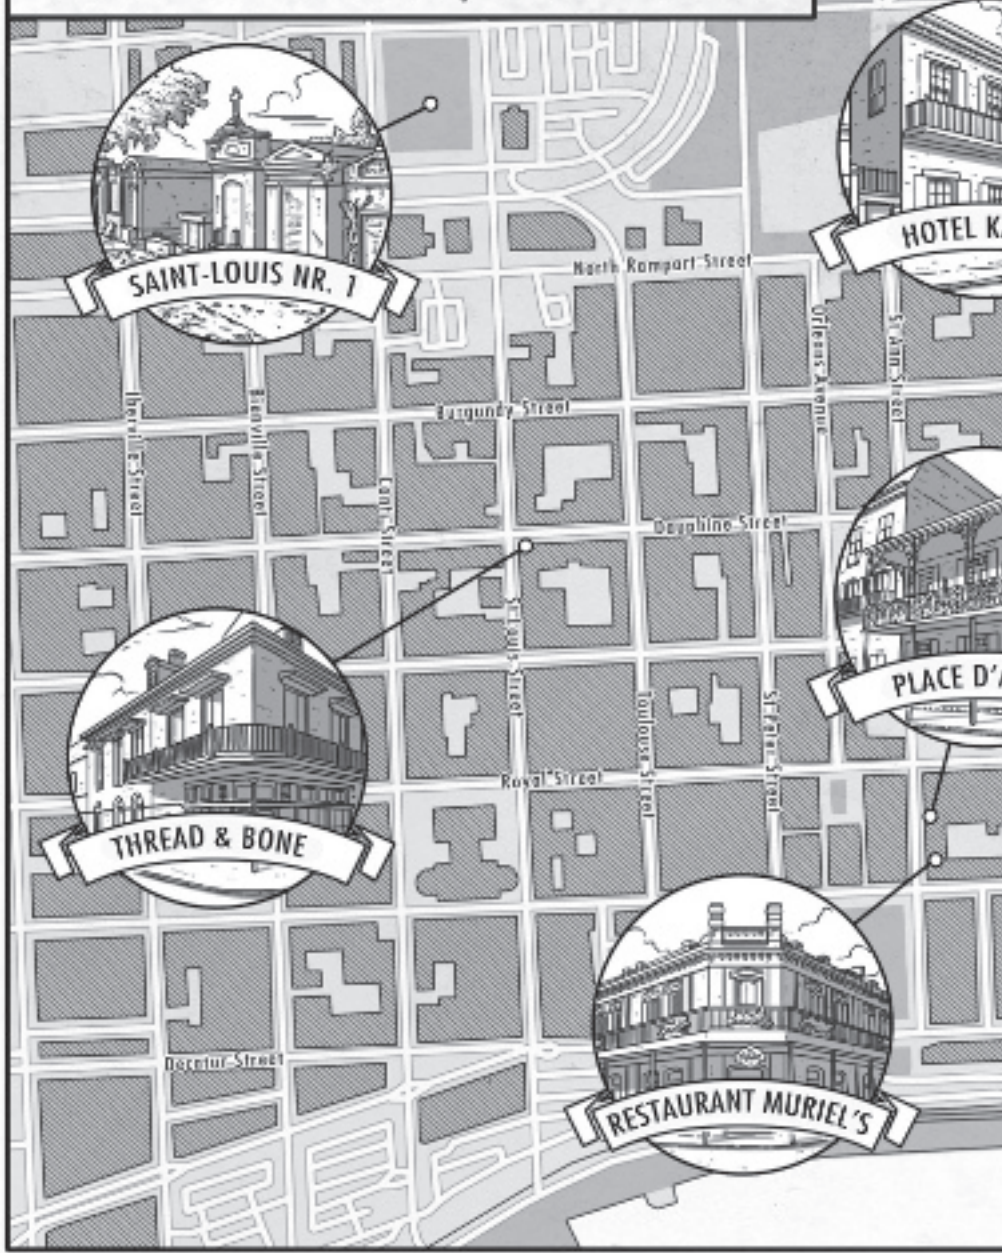 SAINT-LOUIS NR. 1
HOTEL K
North Rampart Street
Orleans Avenue
St Ann Street
Iberville Street
Bienville Street
Burgundy Street
Conti Street
Dauphine Street
St Louis Street
PLACE D'A
Toulouse Street
St Peter Street
Royal Street
THREAD & BONE
Decatur Street
RESTAURANT MURIEL'S